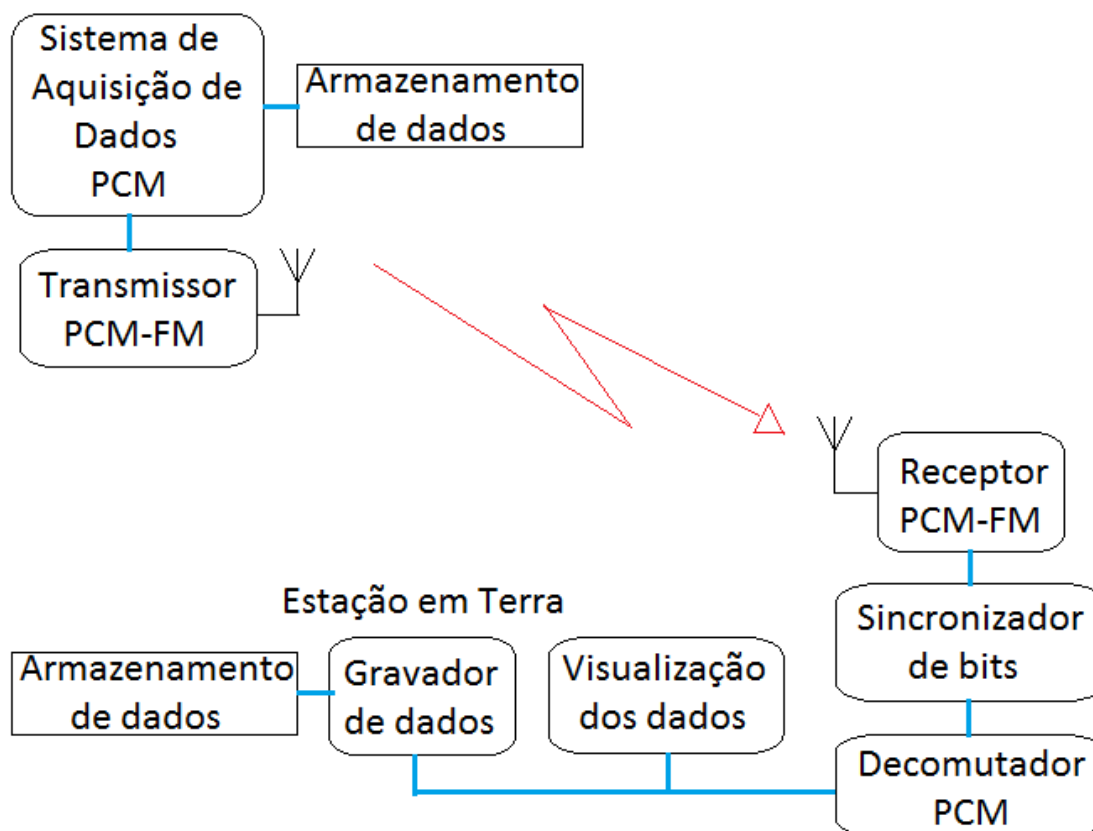 Sistema de
Aquisição de
Dados
PCM
Armazenamento
de dados
Transmissor
PCM-FM
Receptor
PCM-FM
Sincronizador
de bits
Decomutador
PCM
Estação em Terra
Visualização
dos dados
Gravador
de dados
Armazenamento
de dados